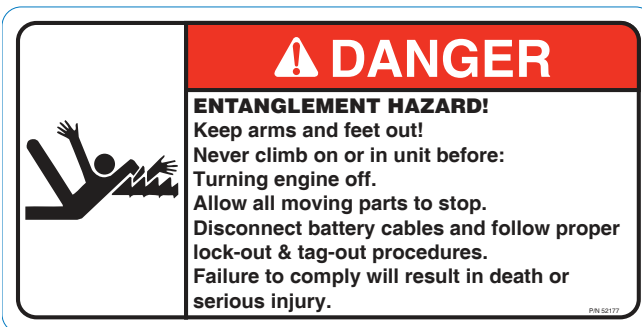 DANGER
ENTANGLEMENT HAZARD!
Keep arms and feet out!
Never climb on or in unit before:
Turning engine off.
Allow all moving parts to stop.
Disconnect battery cables and follow proper
lock-out & tag-out procedures.
Failure to comply will result in death or
serious injury.
P/N 52177